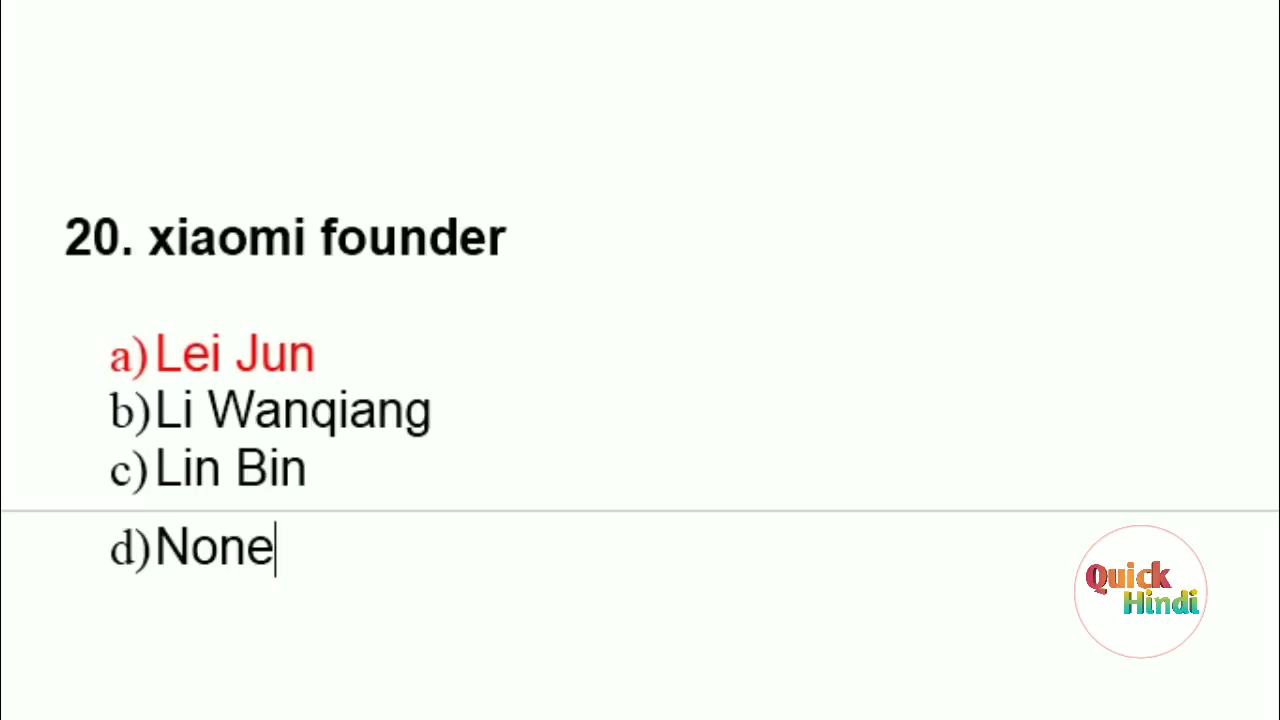 20. xiaomi founder
a) Lei Jun
b) Li Wanqiang
c) Lin Bin
d) None
Quick
Hindi